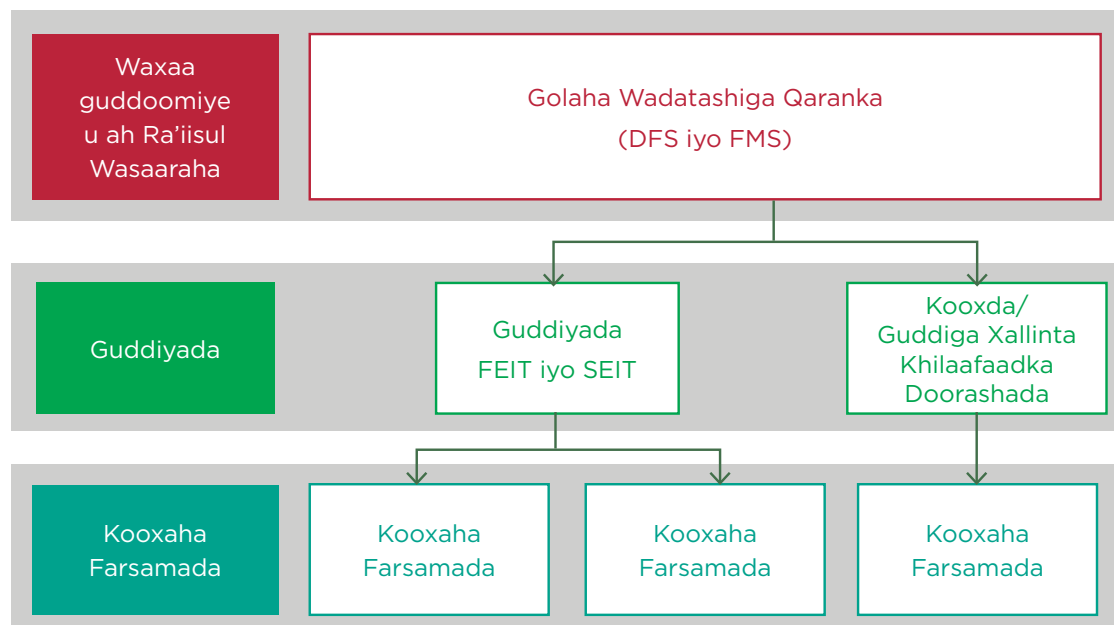 Waxaa
guddoomiye
u ah Ra'iisul
Wasaaraha
Golaha Wadatashiga Qaranka
(DFS iyo FMS)
Guddiyada
Guddiyada
FEIT iyo SEIT
Kooxda/
Guddiga Xallinta
Khilaafaadka
Doorashada
Kooxaha
Farsamada
Kooxaha
Farsamada
Kooxaha
Farsamada
Kooxaha
Farsamada